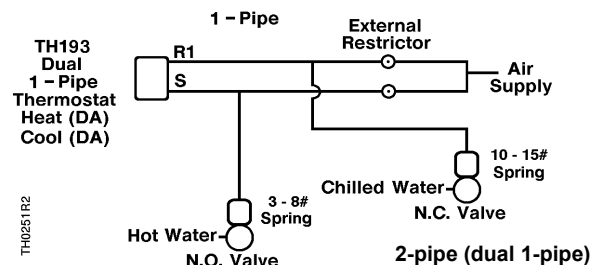 1 - Pipe
External
Restrictor
TH193
Dual
1 - Pipe
Thermostat
Heat (DA)
Cool (DA)
R1
S
Air
Supply
10 - 15#
Spring
Chilled Water
N.C. Valve
3 - 8#
Spring
Hot Water
N.O. Valve
TH0251R2
2-pipe (dual 1-pipe)